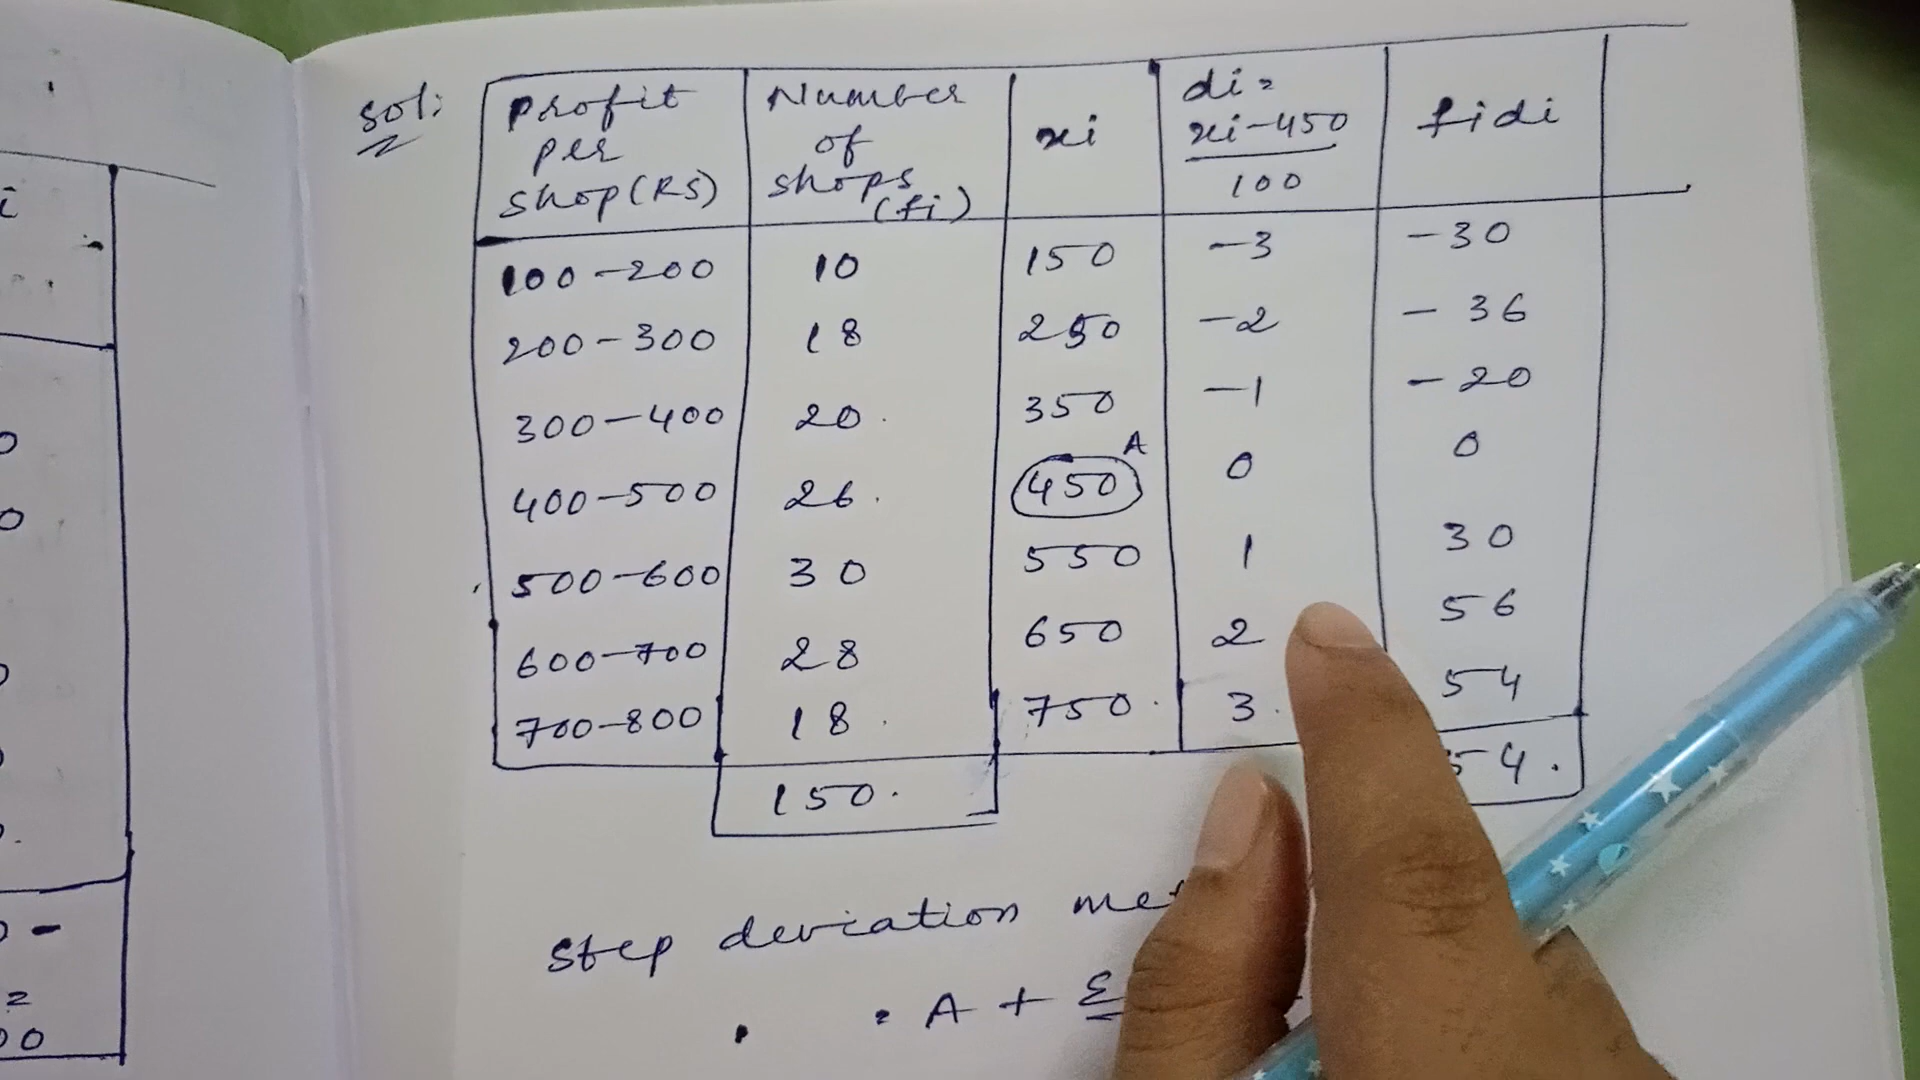 sol:
Profit per shop (Rs) Number of shops (fi) xi di = xi-450 / 100 fidi
100-200 10 150 -3 -30
200-300 18 250 -2 -36
300-400 20 350 -1 -20
400-500 26 450 A 0 0
500-600 30 550 1 30
600-700 28 650 2 56
700-800 18 750 3 54
150 54
step deviation
= A + Σ